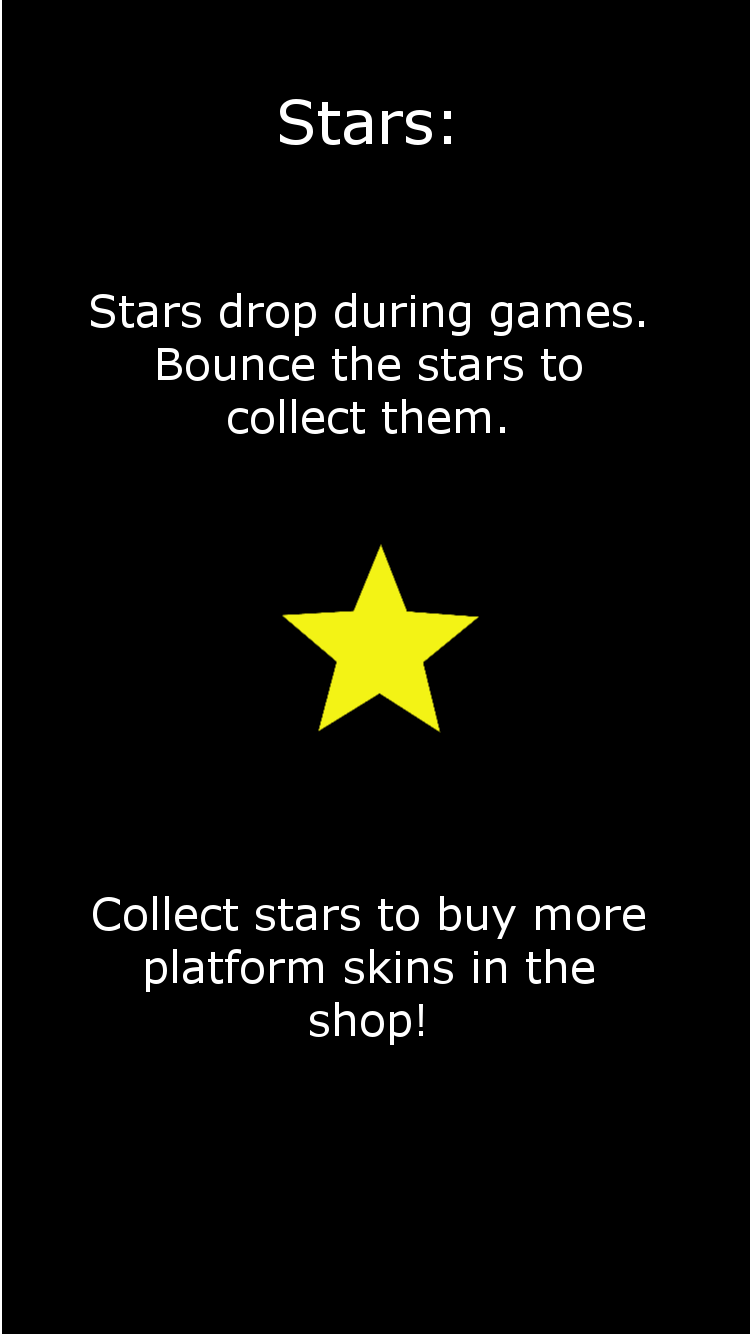 Stars:
Stars drop during games.
Bounce the stars to
collect them.
Collect stars to buy more
platform skins in the
shop!